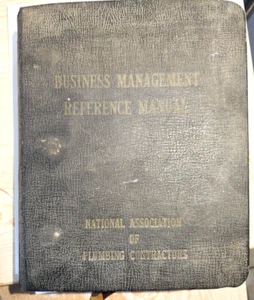 BUSINESS MANAGEMENT
REFERENCE MANUAL
NATIONAL ASSOCIATION
OF
PLUMBING CONTRACTORS